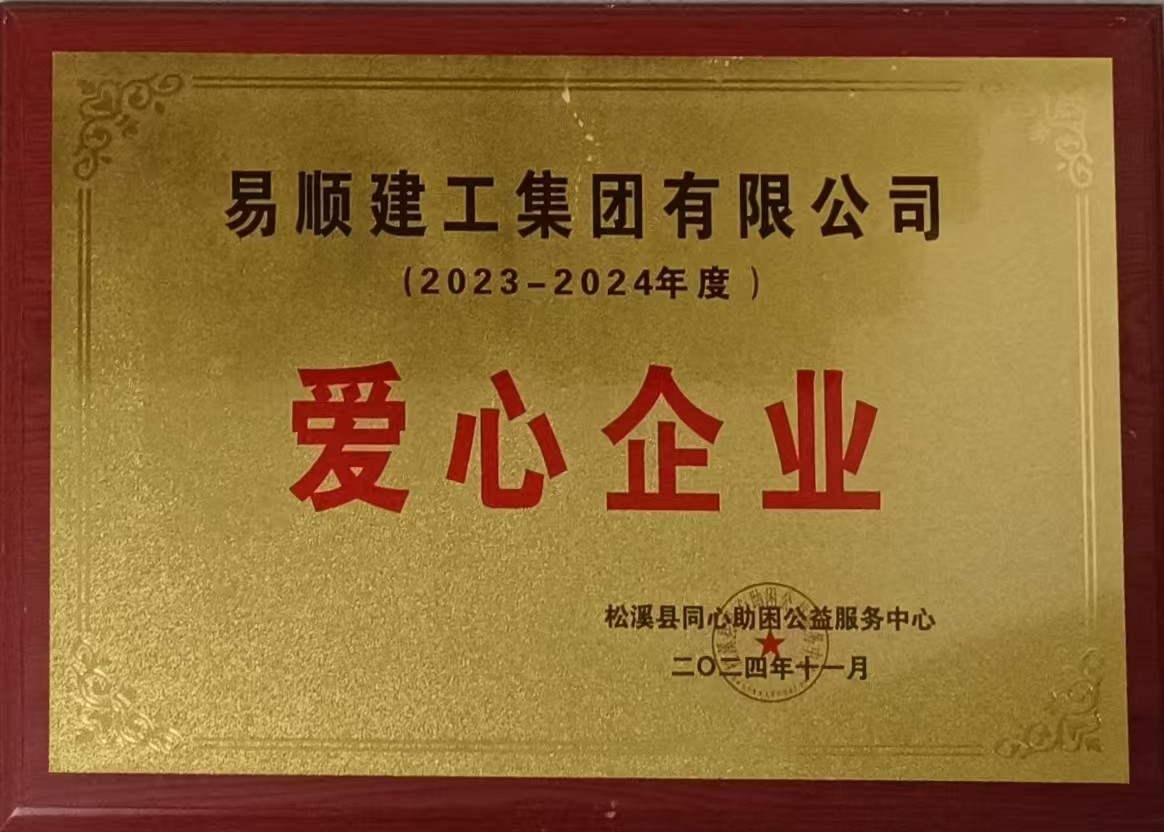 易顺建工集团有限公司
（2023-2024年度）
爱心企业
松溪县同心助困公益服务中心
二〇二四年十一月